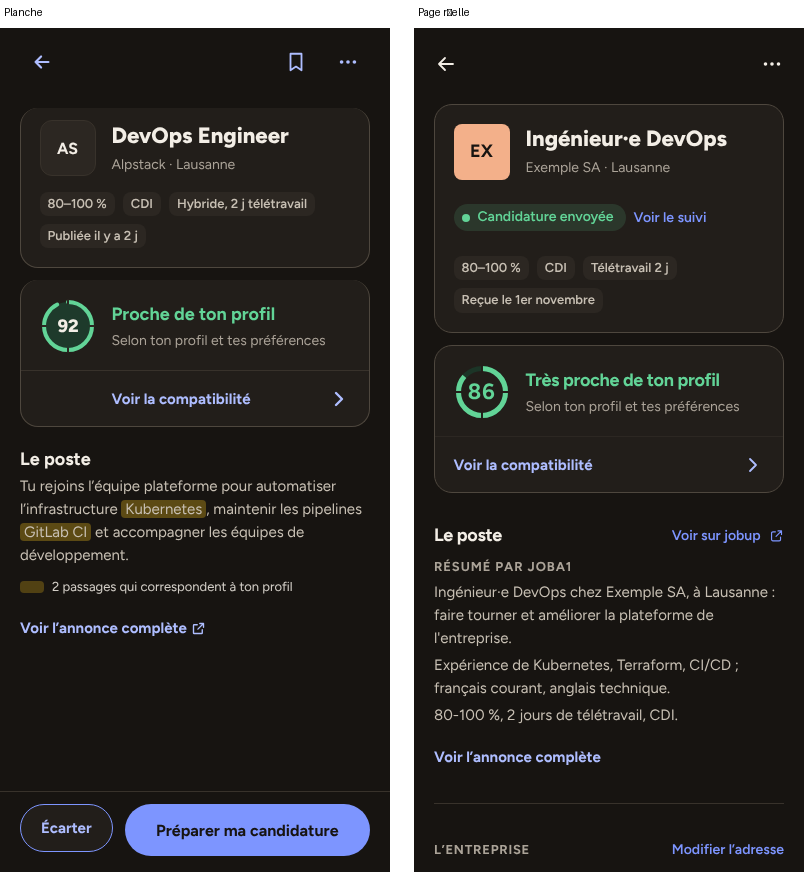 Planche
AS
DevOps Engineer
Alpstack · Lausanne
80–100 %
CDI
Hybride, 2 j télétravail
Publiée il y a 2 j
92
Proche de ton profil
Selon ton profil et tes préférences
Voir la compatibilité
Le poste
Tu rejoins l’équipe plateforme pour automatiser
l’infrastructure Kubernetes, maintenir les pipelines
GitLab CI et accompagner les équipes de
développement.
2 passages qui correspondent à ton profil
Voir l’annonce complète
Écarter
Préparer ma candidature
Page r elle
EX
Ingénieur·e DevOps
Exemple SA · Lausanne
Candidature envoyée
Voir le suivi
80–100 %
CDI
Télétravail 2 j
Reçue le 1er novembre
86
Très proche de ton profil
Selon ton profil et tes préférences
Voir la compatibilité
Le poste
Voir sur jobup
RÉSUMÉ PAR JOBA1
Ingénieur·e DevOps chez Exemple SA, à Lausanne :
faire tourner et améliorer la plateforme de
l'entreprise.
Expérience de Kubernetes, Terraform, CI/CD ;
français courant, anglais technique.
80-100 %, 2 jours de télétravail, CDI.
Voir l’annonce complète
L’ENTREPRISE
Modifier l’adresse